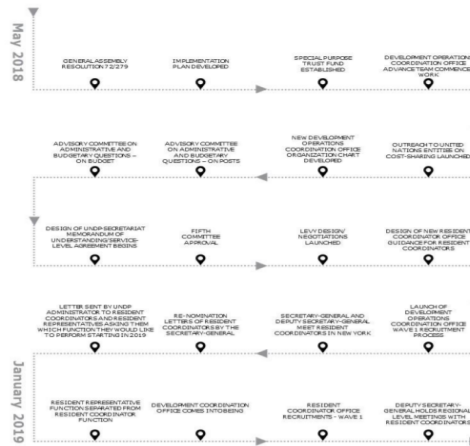 May 2018
GENERAL ASSEMBLY
RESOLUTION 72/279
IMPLEMENTATION
PLAN DEVELOPED
SPECIAL PURPOSE
TRUST FUND
ESTABLISHED
DEVELOPMENT OPERATIONS
COORDINATION OFFICE
ADVANCE TEAM COMMENCE
WORK
ADVISORY COMMITTEE ON
ADMINISTRATIVE AND
BUDGETARY QUESTIONS –
ON BUDGET
ADVISORY COMMITTEE
ON ADMINISTRATIVE
AND BUDGETARY
QUESTIONS – ON POSTS
NEW DEVELOPMENT
OPERATIONS
COORDINATION OFFICE
ORGANIZATION CHART
DEVELOPED
OUTREACH TO UNITED
NATIONS ENTITIES ON
COST-SHARING LAUNCHED
DESIGN OF UNDP-SECRETARIAT
MEMORANDUM OF
UNDERSTANDING/SERVICE-
LEVEL AGREEMENT BEGINS
FIFTH
COMMITTEE
APPROVAL
LEVY DESIGN/
NEGOTIATIONS
LAUNCHED
DESIGN OF NEW RESIDENT
COORDINATOR OFFICE
GUIDANCE FOR RESIDENT
COORDINATORS
LETTER SENT BY UNDP
ADMINISTRATOR TO RESIDENT
COORDINATORS AND RESIDENT
REPRESENTATIVES ASKING THEM
WHICH FUNCTION THEY WOULD LIKE
TO PERFORM STARTING IN 2019
RE-NOMINATION
LETTERS OF RESIDENT
COORDINATORS BY THE
SECRETARY-GENERAL
SECRETARY-GENERAL AND
DEPUTY SECRETARY-GENERAL
MEET RESIDENT
COORDINATORS IN NEW YORK
LAUNCH OF
DEVELOPMENT
OPERATIONS
COORDINATION OFFICE
WAVE 1 RECRUITMENT
PROCESS
January 2019
RESIDENT REPRESENTATIVE
FUNCTION SEPARATED FROM
RESIDENT COORDINATOR
FUNCTION
DEVELOPMENT COORDINATION
OFFICE COMES INTO BEING
RESIDENT
COORDINATOR OFFICE
RECRUITMENTS – WAVE 1
DEPUTY SECRETARY-
GENERAL HOLDS REGIONAL
LEVEL MEETINGS WITH
RESIDENT COORDINATORS